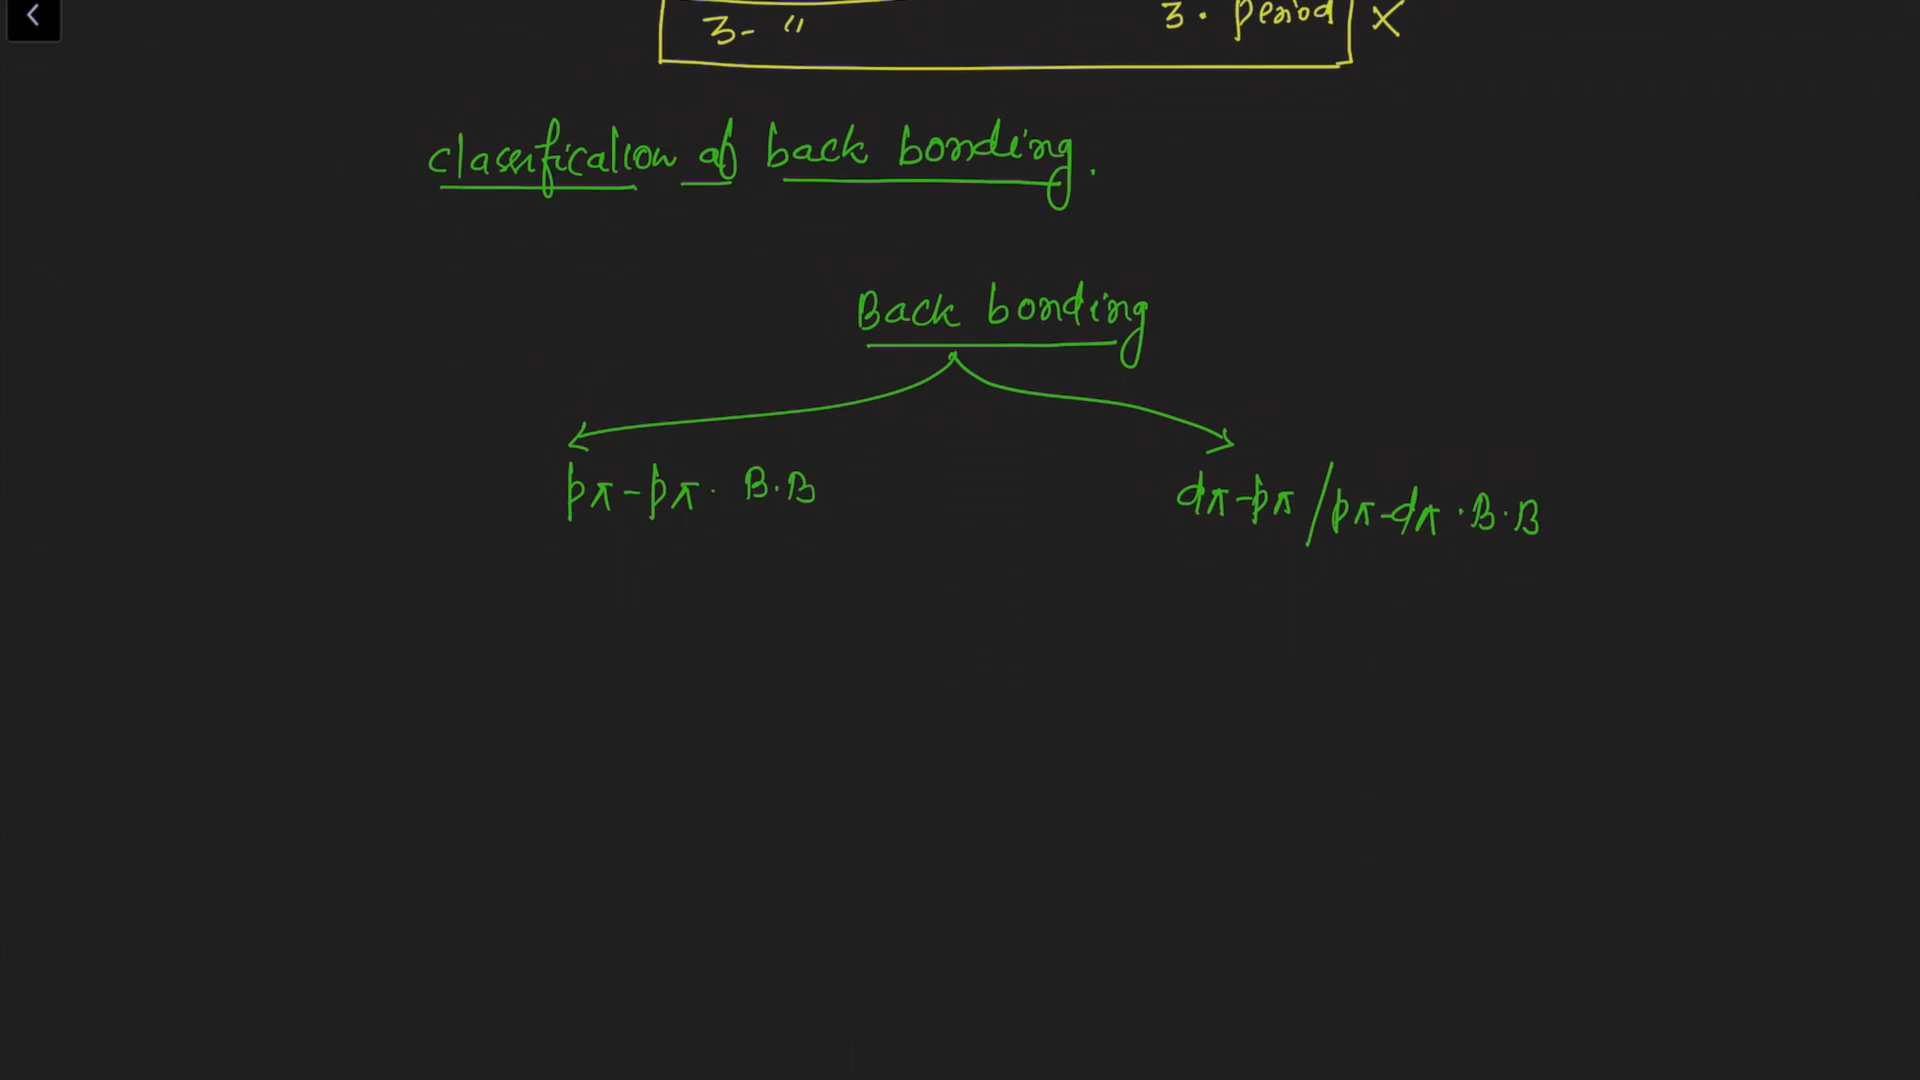 3- " 3. period X
classification of back bonding.
Back bonding
pπ-pπ. B.B
dπ-pπ/pπ-dπ.B.B